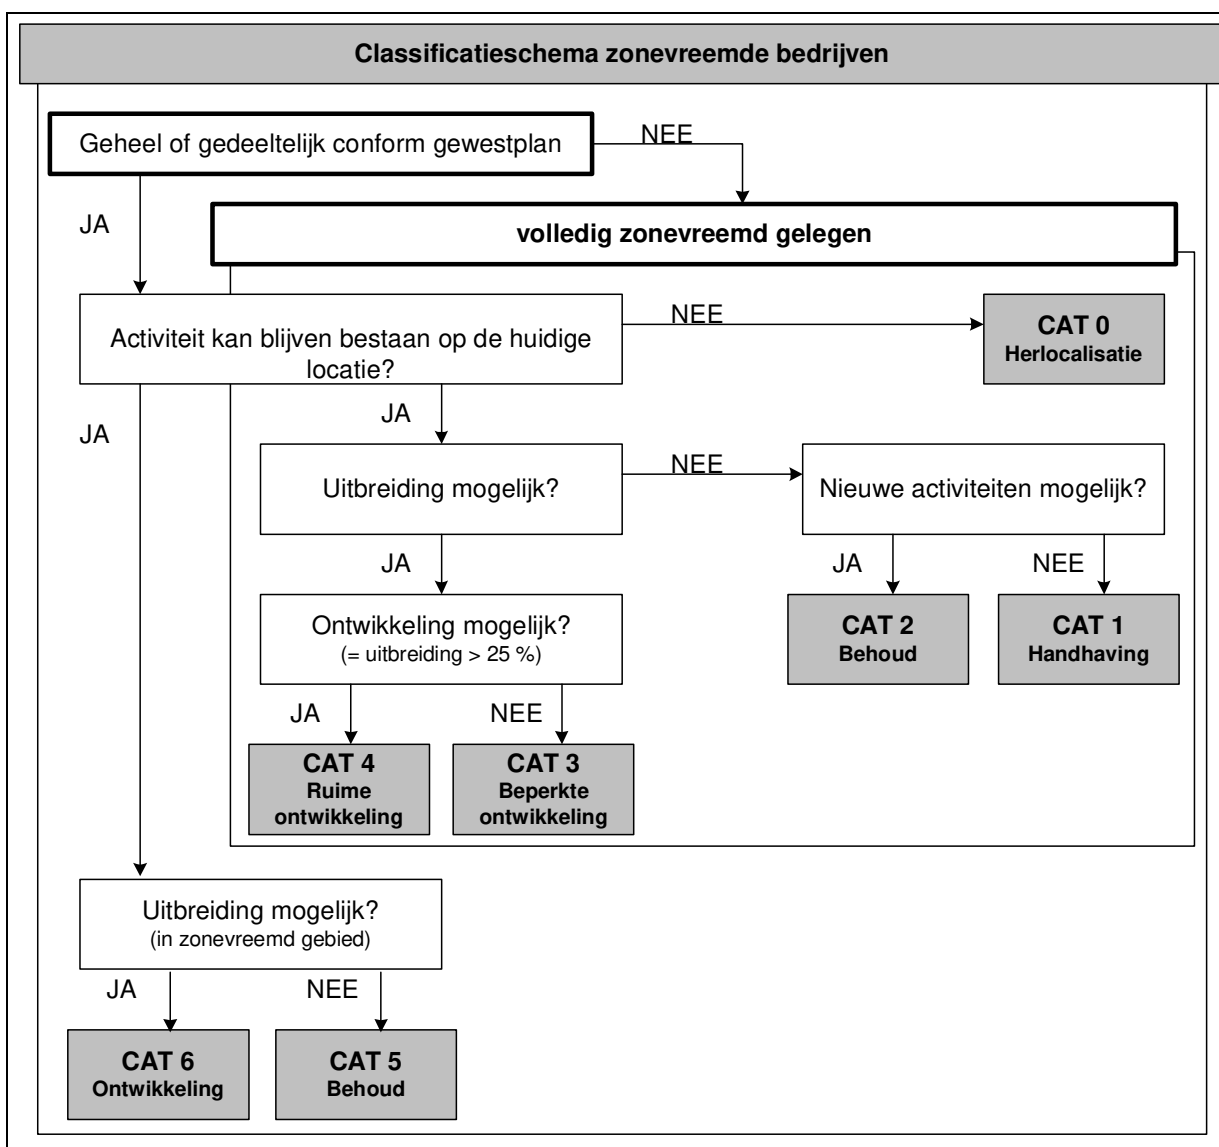 Classificatieschema zonevreemde bedrijven
Geheel of gedeeltelijk conform gewestplan
NEE
JA
volledig zonevreemd gelegen
Activiteit kan blijven bestaan op de huidige
locatie?
NEE
CAT 0
Herlocalisatie
JA
JA
Uitbreiding mogelijk?
NEE
Nieuwe activiteiten mogelijk?
JA
JA
NEE
Ontwikkeling mogelijk?
(= uitbreiding > 25 %)
CAT 2
Behoud
CAT 1
Handhaving
JA
NEE
CAT 4
Ruime
ontwikkeling
CAT 3
Beperkte
ontwikkeling
Uitbreiding mogelijk?
(in zonevreemd gebied)
JA
NEE
CAT 6
Ontwikkeling
CAT 5
Behoud